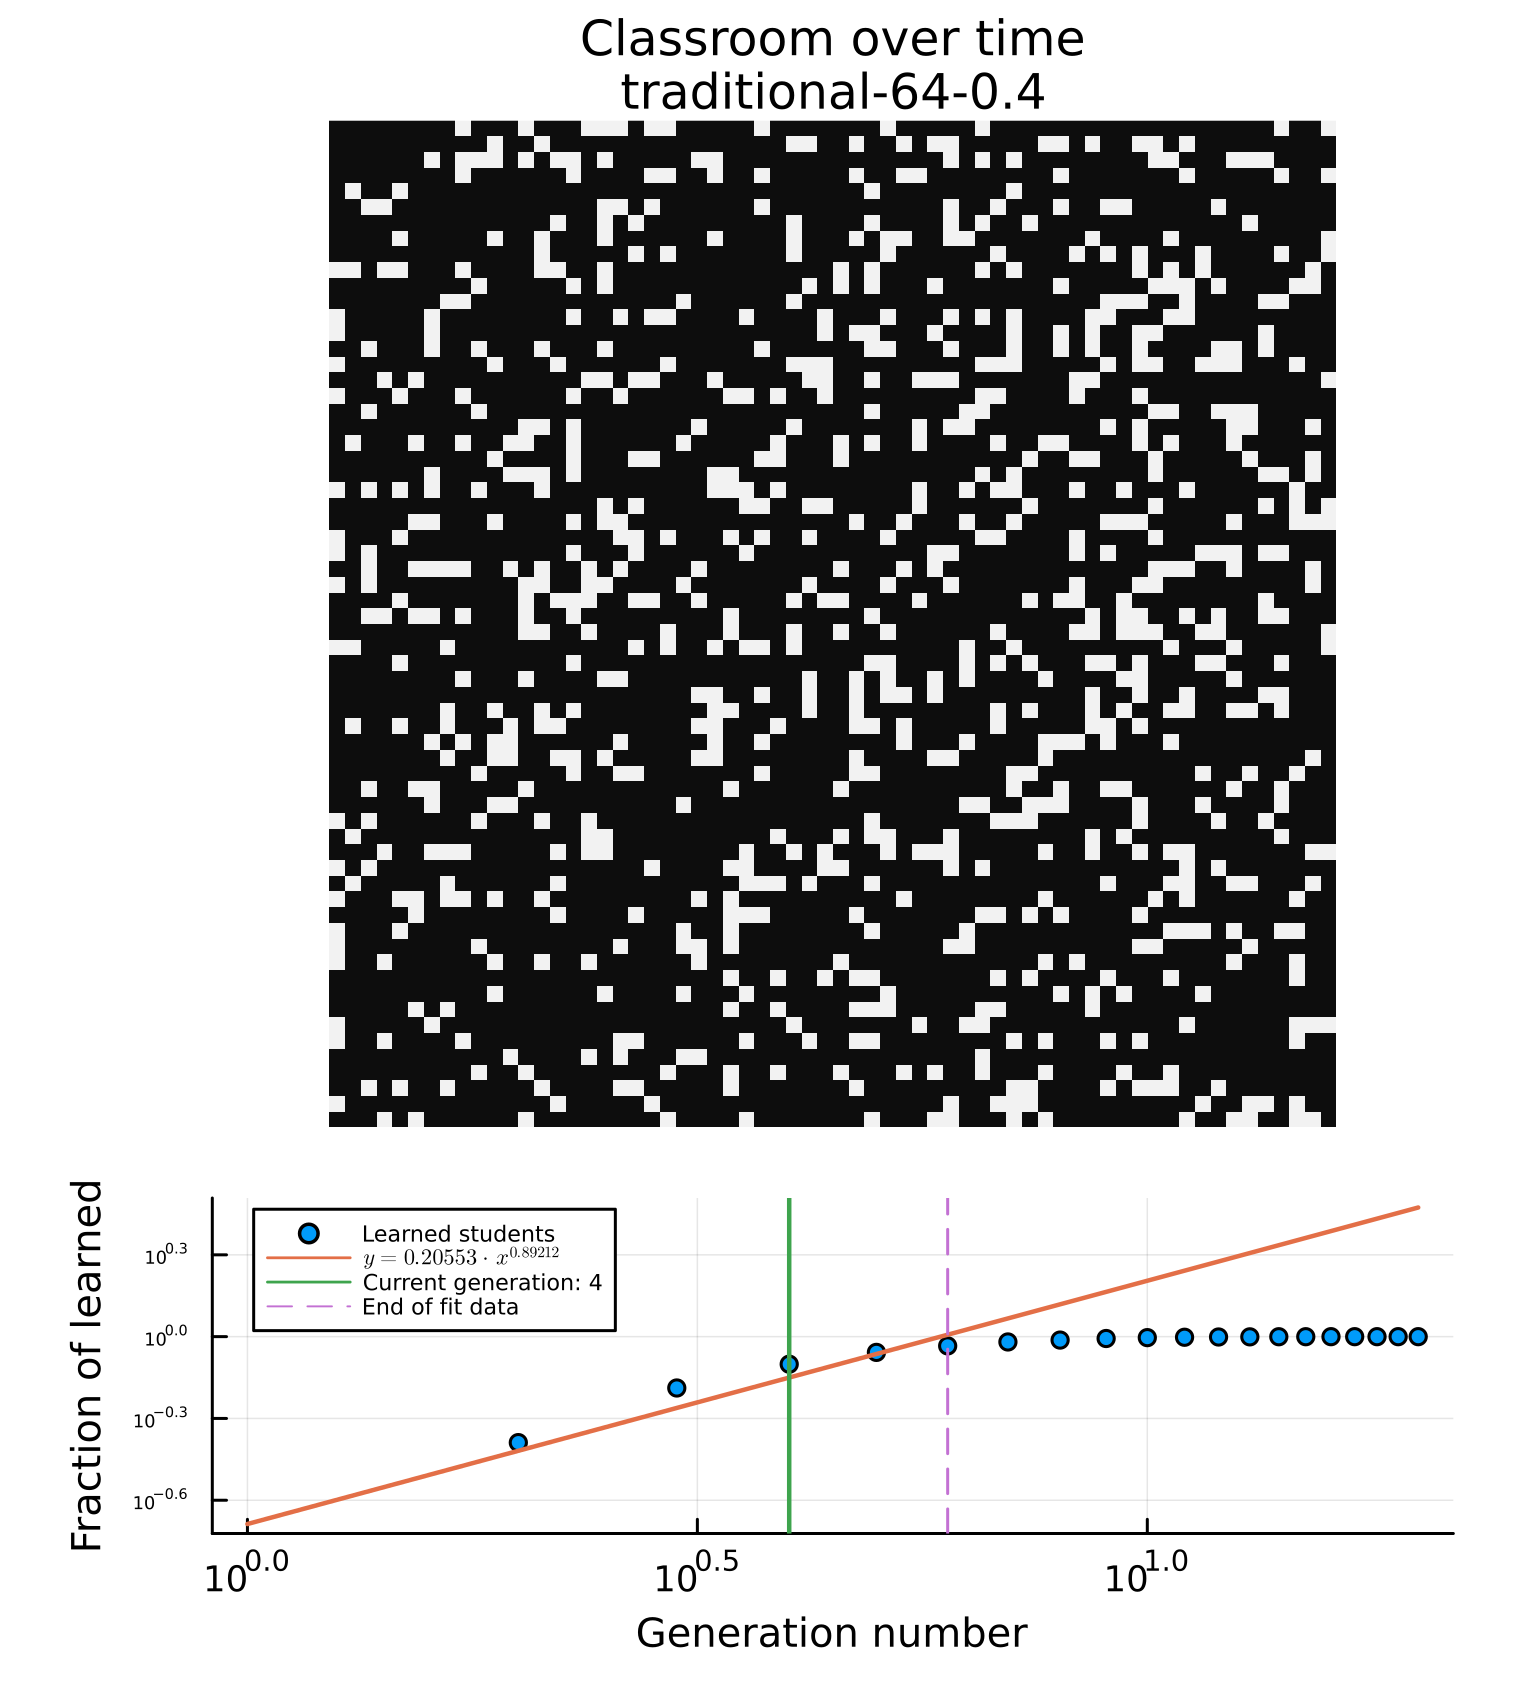 Classroom over time
traditional-64-0.4
Fraction of learned
10^0.3
10^0.0
10^−0.3
10^−0.6
Learned students
y = 0.20553 · x^0.89212
Current generation: 4
End of fit data
10^0.0
10^0.5
10^1.0
Generation number